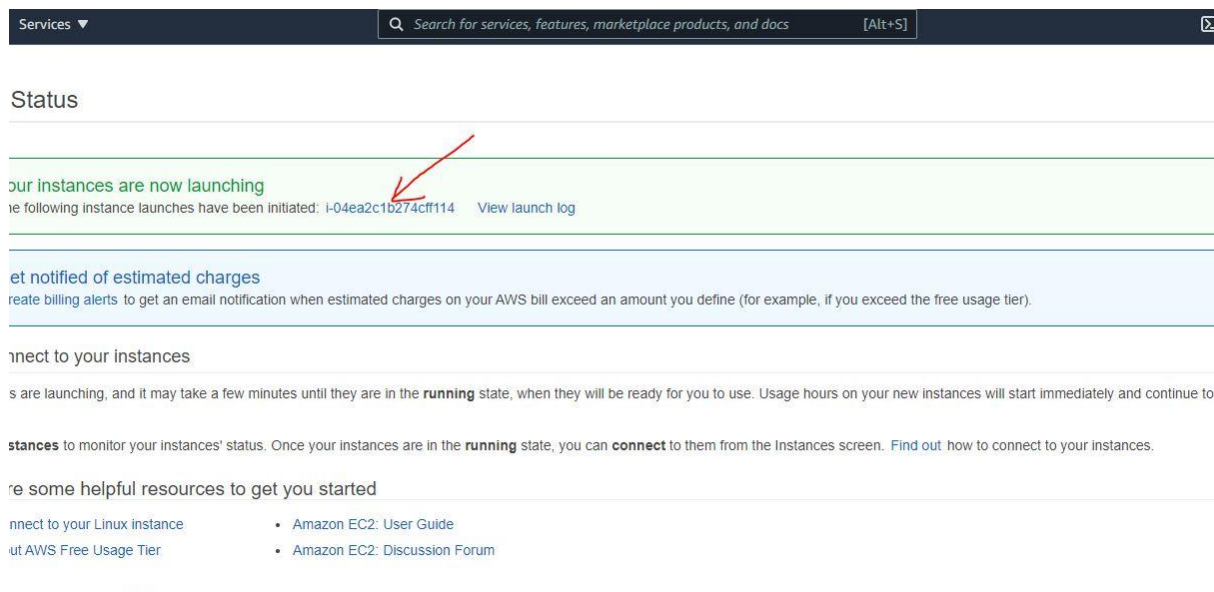 Services ▼ Search for services, features, marketplace products, and docs [Alt+S]
Status
our instances are now launching
he following instance launches have been initiated: i-04ea2c1b274cff114 View launch log
et notified of estimated charges
reate billing alerts to get an email notification when estimated charges on your AWS bill exceed an amount you define (for example, if you exceed the free usage tier).
nnect to your instances
s are launching, and it may take a few minutes until they are in the running state, when they will be ready for you to use. Usage hours on your new instances will start immediately and continue to
stances to monitor your instances' status. Once your instances are in the running state, you can connect to them from the Instances screen. Find out how to connect to your instances.
re some helpful resources to get you started
nnect to your Linux instance • Amazon EC2: User Guide
ut AWS Free Usage Tier • Amazon EC2: Discussion Forum